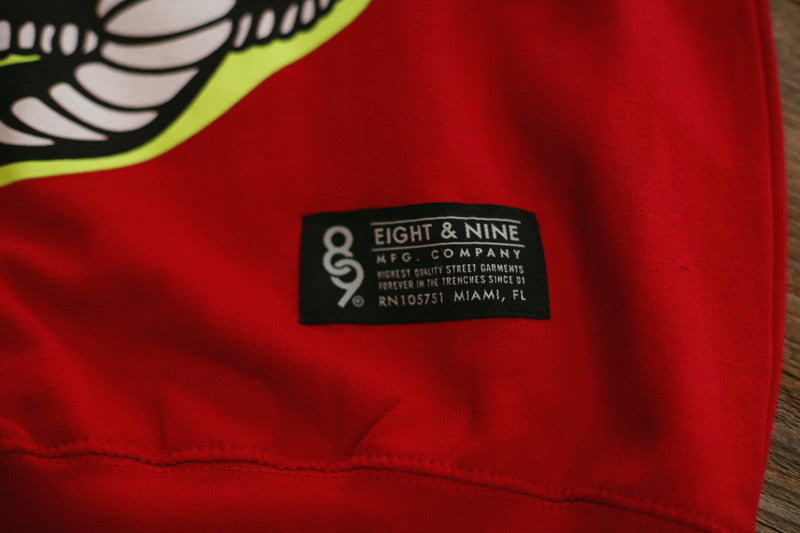 89®
EIGHT & NINE
MFG. COMPANY
HIGHEST QUALITY STREET GARMENTS
FOREVER IN THE TRENCHES SINCE 01
RN105751 MIAMI, FL